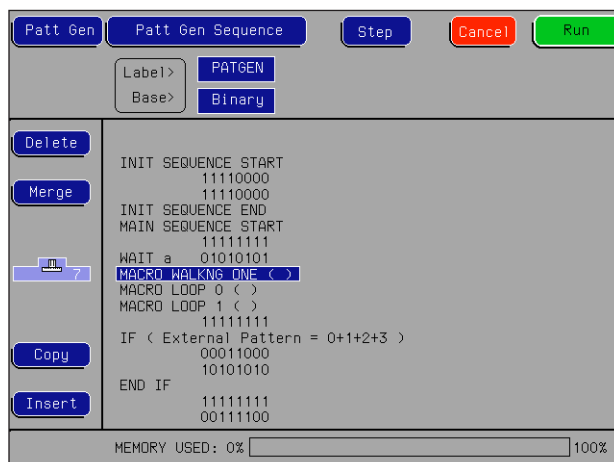 Patt Gen Patt Gen Sequence Step Cancel Run
Label> PATGEN
Base> Binary
Delete
Merge
7
Copy
Insert
INIT SEQUENCE START
11110000
11110000
INIT SEQUENCE END
MAIN SEQUENCE START
11111111
WAIT a 01010101
MACRO WALKNG ONE ( )
MACRO LOOP 0 ( )
MACRO LOOP 1 ( )
11111111
IF ( External Pattern = 0+1+2+3 )
00011000
10101010
END IF
11111111
00111100
MEMORY USED: 0% 100%